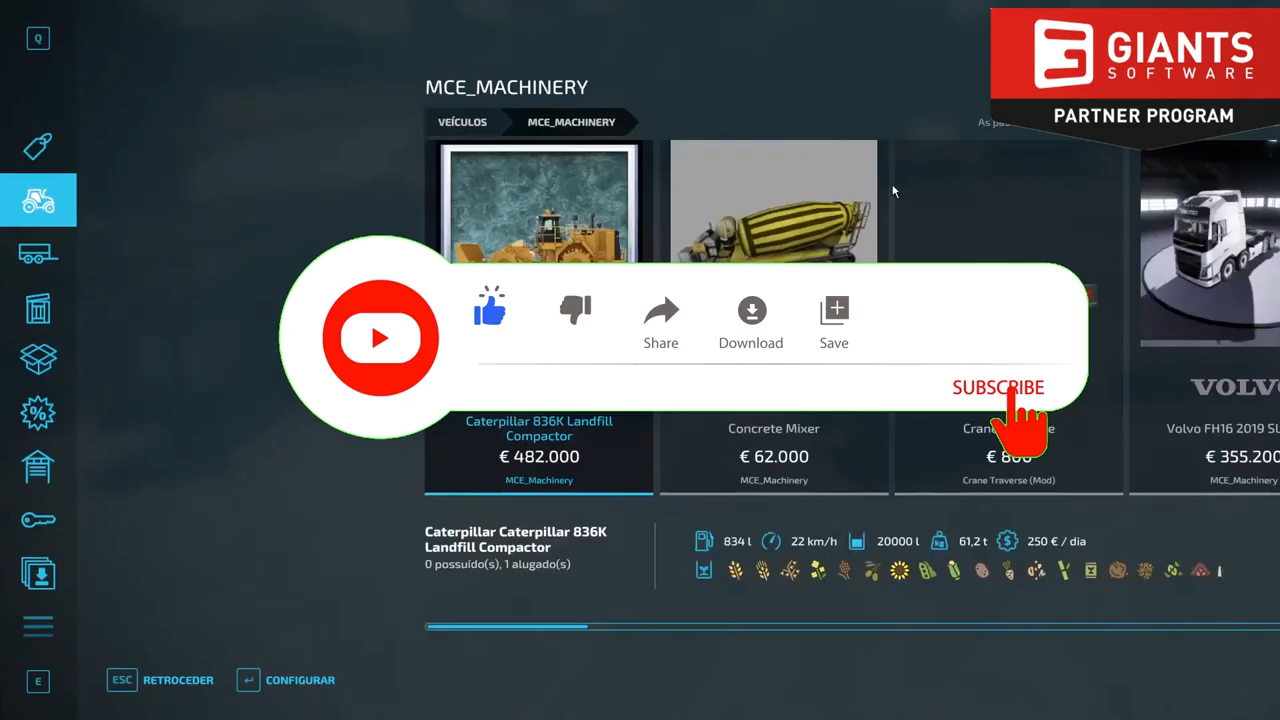 Q
GIANTS
SOFTWARE
PARTNER PROGRAM
MCE_MACHINERY
VEÍCULOS
MCE_MACHINERY
Share
Download
Save
SUBSCRIBE
Caterpillar 836K Landfill
Compactor
€ 482.000
MCE_Machinery
Concrete Mixer
€ 62.000
MCE_Machinery
Crane Traverse (Mod)
VOLV
Volvo FH16 2019
€ 355.200
MCE_Machinery
Caterpillar Caterpillar 836K
Landfill Compactor
0 possuído(s), 1 alugado(s)
834 l
22 km/h
20000 l
61,2 t
250 € / dia
ESC RETROCEDER
CONFIGURAR
E